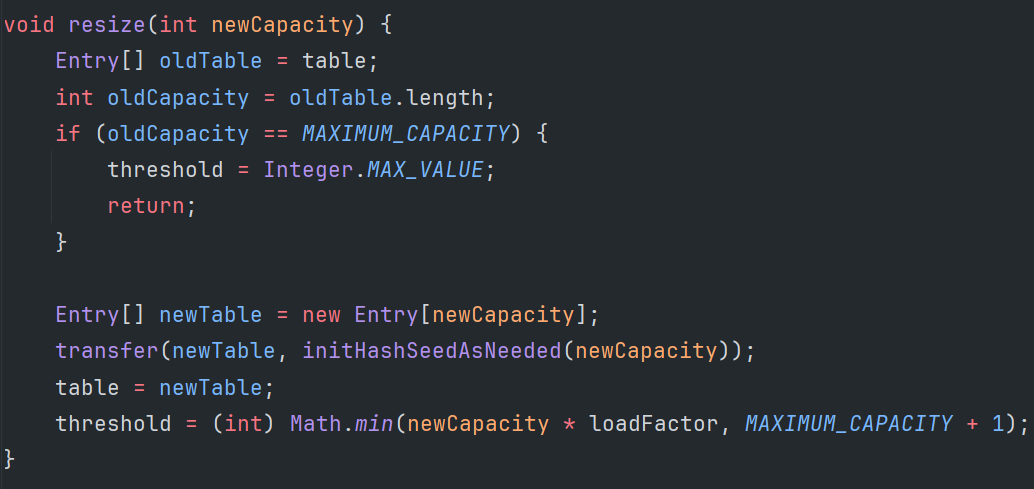 void resize(int newCapacity) {
    Entry[] oldTable = table;
    int oldCapacity = oldTable.length;
    if (oldCapacity == MAXIMUM_CAPACITY) {
        threshold = Integer.MAX_VALUE;
        return;
    }

    Entry[] newTable = new Entry[newCapacity];
    transfer(newTable, initHashSeedAsNeeded(newCapacity));
    table = newTable;
    threshold = (int) Math.min(newCapacity * loadFactor, MAXIMUM_CAPACITY + 1);
}